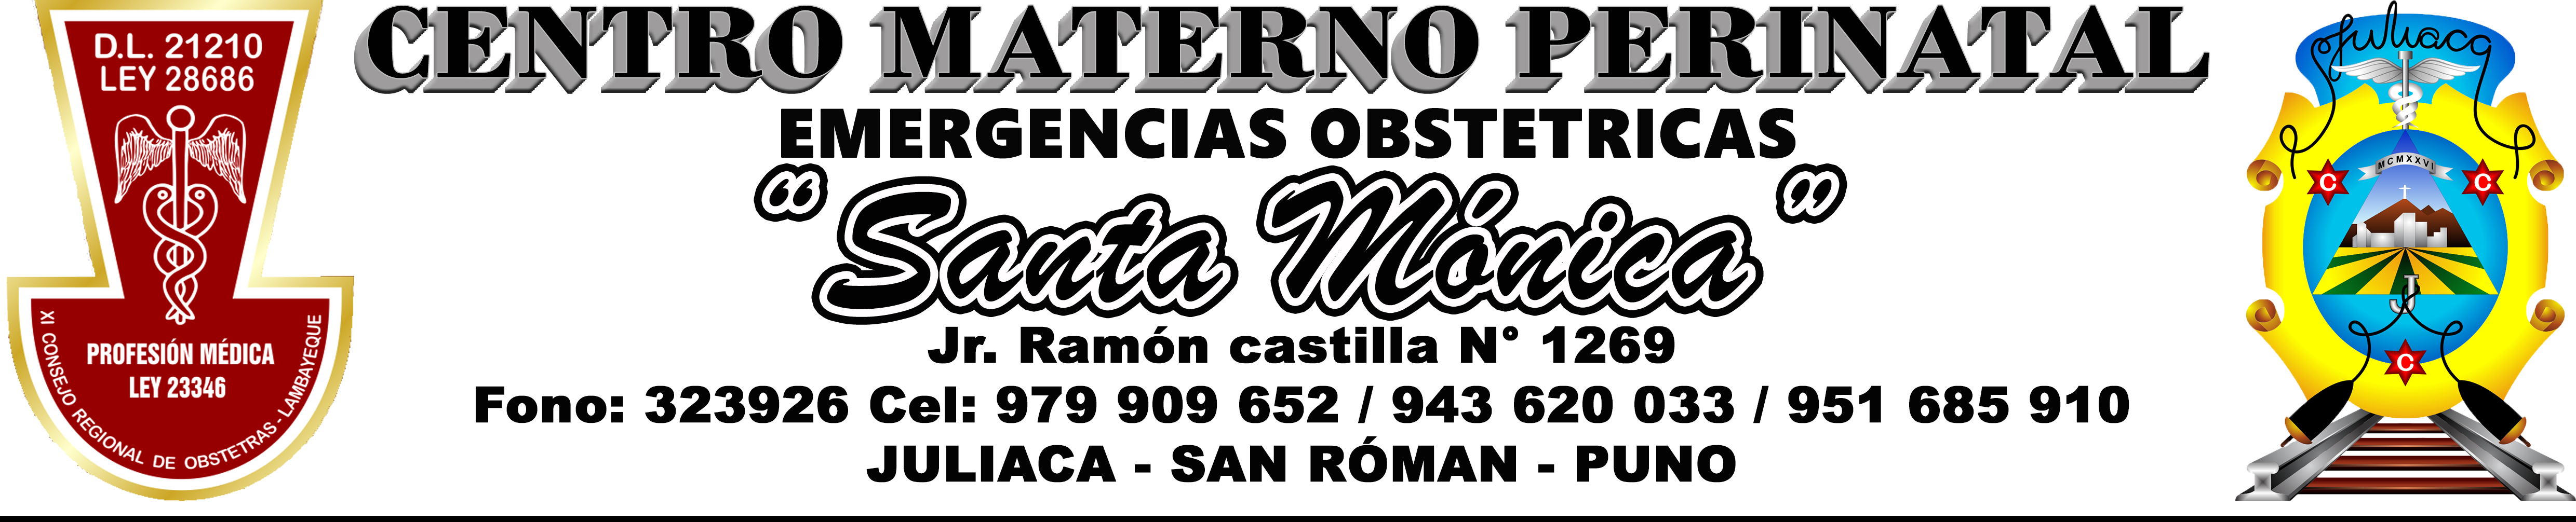 D.L. 21210
LEY 28686
PROFESIÓN MÉDICA
LEY 23346
XI CONSEJO REGIONAL DE OBSTETRAS - LAMBAYEQUE
CENTRO MATERNO PERINATAL
EMERGENCIAS OBSTETRICAS
“Santa Mónica”
Jr. Ramón castilla N° 1269
Fono: 323926 Cel: 979 909 652 / 943 620 033 / 951 685 910
JULIACA - SAN RÓMAN - PUNO
Juliaca
MCMXXVI
C
C
J
C